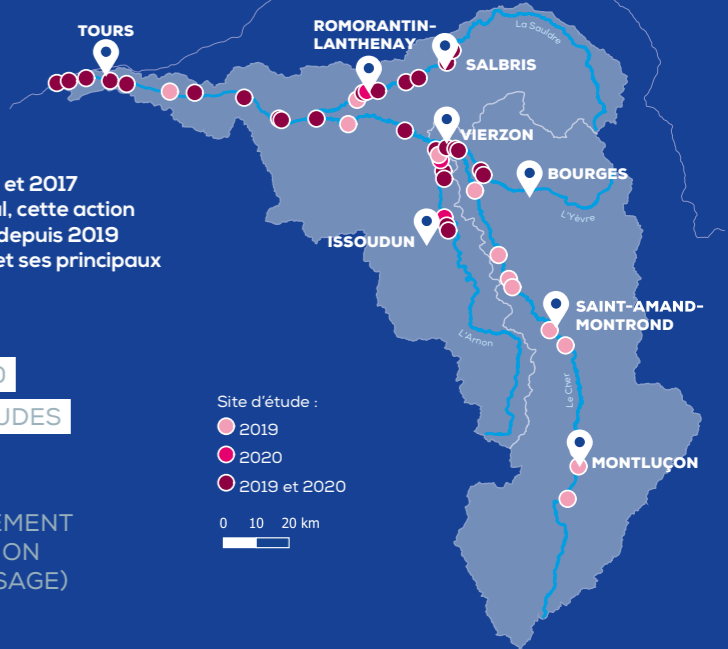 TOURS
ROMORANTIN-
LANTHENAY
La Sauldre
SALBRIS
VIERZON
BOURGES
L'Yèvre
ISSOUDUN
SAINT-AMAND-
MONTROND
L'Arnon
Le Cher
MONTLUÇON
et 2017
l, cette action
depuis 2019
et ses principaux
UDES
Site d'étude :
2019
2020
2019 et 2020
0 10 20 km
EMENT
ON
SAGE)